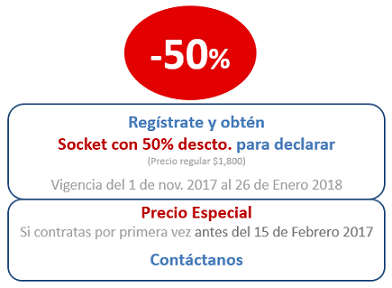 -50%
Regístrate y obtén
Socket con 50% descto. para declarar
(Precio regular $1,800)
Vigencia del 1 de nov. 2017 al 26 de Enero 2018
Precio Especial
Si contratas por primera vez antes del 15 de Febrero 2017
Contáctanos